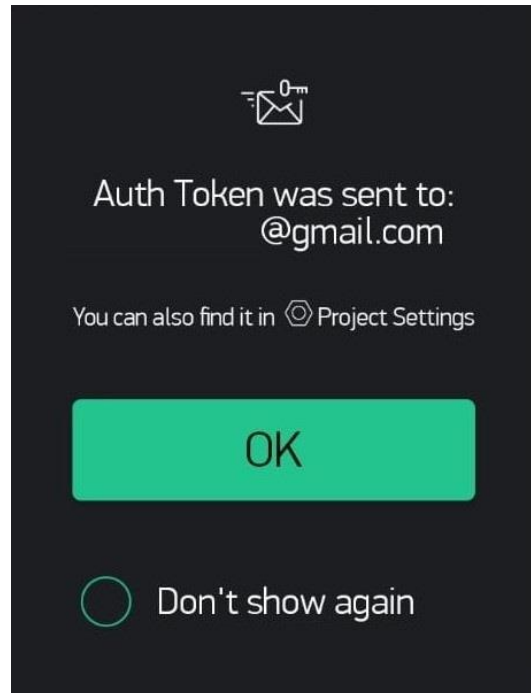 Auth Token was sent to:
@gmail.com
You can also find it in Project Settings
OK
Don't show again